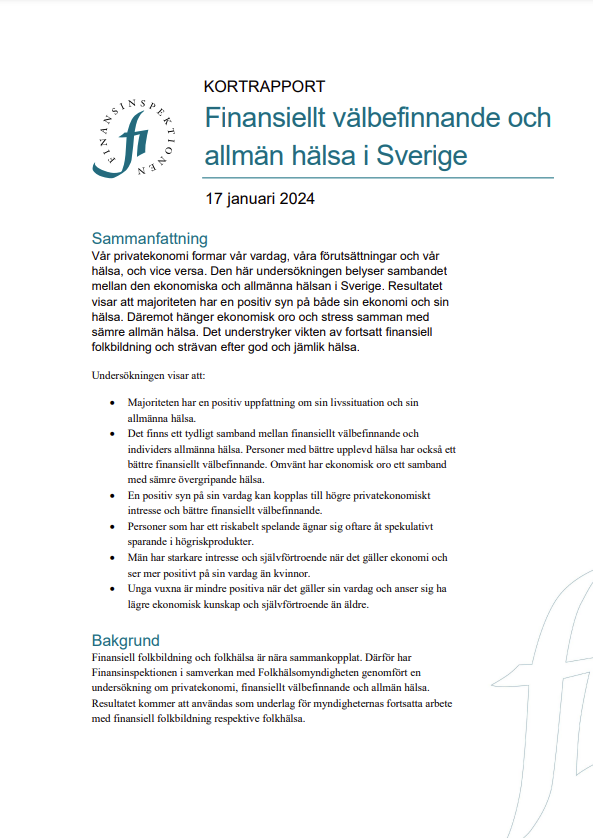 KORTRAPPORT
FINANSINSPEKTIONEN
fi
Finansiellt välbefinnande och
allmän hälsa i Sverige
17 januari 2024
Sammanfattning
Vår privatekonomi formar vår vardag, våra förutsättningar och vår
hälsa, och vice versa. Den här undersökningen belyser sambandet
mellan den ekonomiska och allmänna hälsan i Sverige. Resultatet
visar att majoriteten har en positiv syn på både sin ekonomi och sin
hälsa. Däremot hänger ekonomisk oro och stress samman med
sämre allmän hälsa. Det understryker vikten av fortsatt finansiell
folkbildning och strävan efter god och jämlik hälsa.
Undersökningen visar att:
• Majoriteten har en positiv uppfattning om sin livssituation och sin
allmänna hälsa.
• Det finns ett tydligt samband mellan finansiellt välbefinnande och
individers allmänna hälsa. Personer med bättre upplevd hälsa har också ett
bättre finansiellt välbefinnande. Omvänt har ekonomisk oro ett samband
med sämre övergripande hälsa.
• En positiv syn på sin vardag kan kopplas till högre privatekonomiskt
intresse och bättre finansiellt välbefinnande.
• Personer som har ett riskabelt spelande ägnar sig oftare åt spekulativt
sparande i högriskprodukter.
• Män har starkare intresse och självförtroende när det gäller ekonomi och
ser mer positivt på sin vardag än kvinnor.
• Unga vuxna är mindre positiva när det gäller sin vardag och anser sig ha
lägre ekonomisk kunskap och självförtroende än äldre.
Bakgrund
Finansiell folkbildning och folkhälsa är nära sammankopplat. Därför har
Finansinspektionen i samverkan med Folkhälsomyndigheten genomfört en
undersökning om privatekonomi, finansiellt välbefinnande och allmän hälsa.
Resultatet kommer att användas som underlag för myndigheternas fortsatta arbete
med finansiell folkbildning respektive folkhälsa.